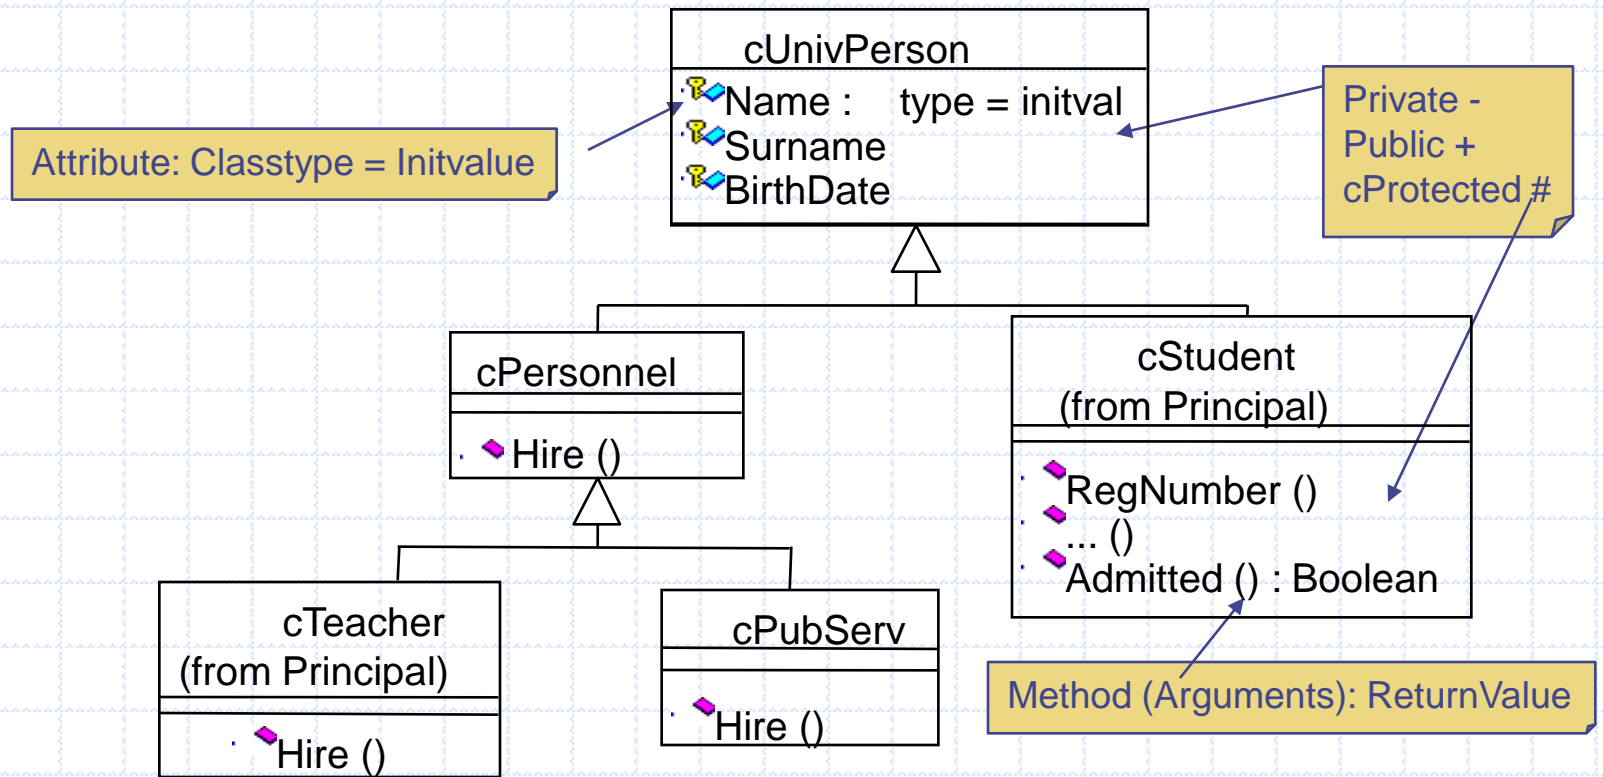 cUnivPerson
Name : type = initval
Surname
BirthDate
Attribute: Classtype = Initvalue
Private -
Public +
cProtected #
cPersonnel
Hire ()
cStudent
(from Principal)
RegNumber ()
... ()
Admitted () : Boolean
cTeacher
(from Principal)
Hire ()
cPubServ
Hire ()
Method (Arguments): ReturnValue